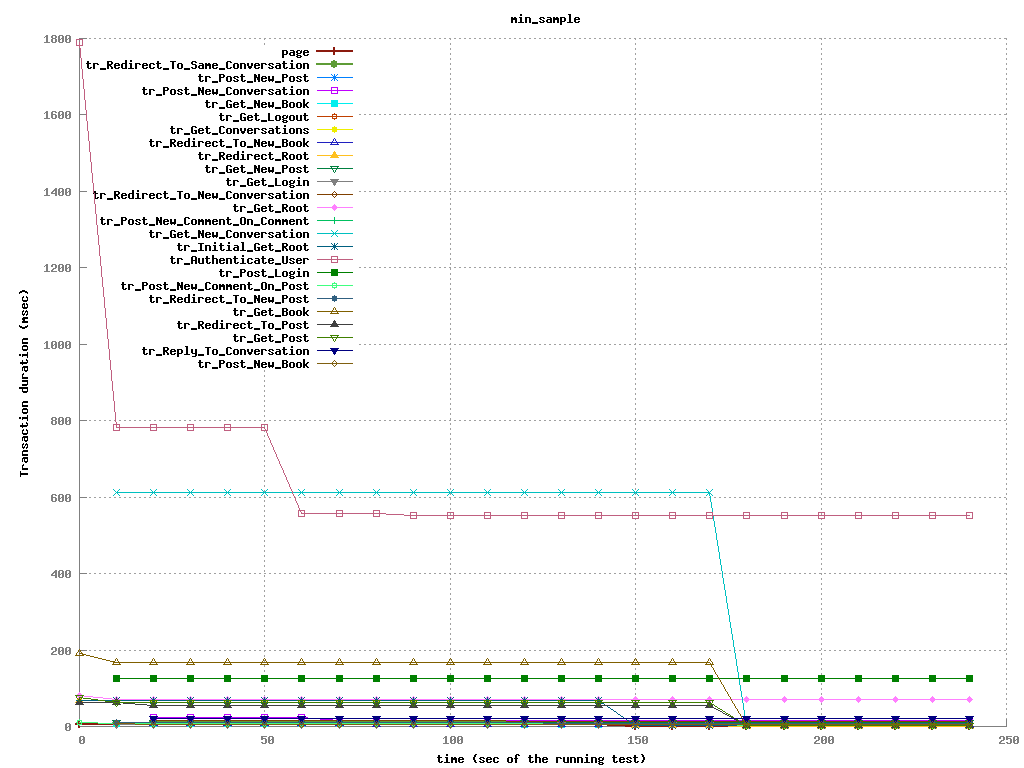 min_sample
1800
1600
1400
1200
1000
800
600
400
200
0
Transaction duration (msec)
page
tr_Redirect_To_Same_Conversation
tr_Post_New_Post
tr_Post_New_Conversation
tr_Get_New_Book
tr_Get_Logout
tr_Get_Conversations
tr_Redirect_To_New_Book
tr_Redirect_Root
tr_Get_New_Post
tr_Get_Login
tr_Redirect_To_New_Conversation
tr_Get_Root
tr_Post_New_Comment_On_Comment
tr_Get_New_Conversation
tr_Initial_Get_Root
tr_Authenticate_User
tr_Post_Login
tr_Post_New_Comment_On_Post
tr_Redirect_To_New_Post
tr_Get_Book
tr_Redirect_To_Post
tr_Get_Post
tr_Reply_To_Conversation
tr_Post_New_Book
0 50 100 150 200 250
time (sec of the running test)